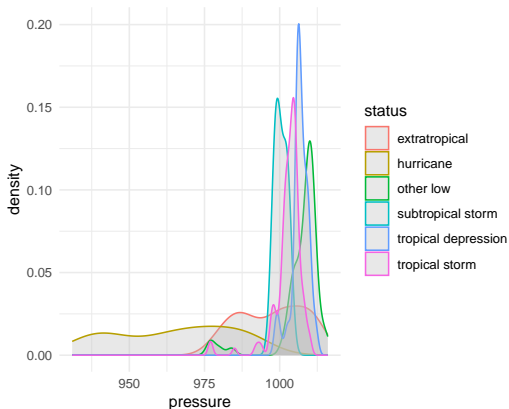 0.20
0.15
0.10
0.05
0.00
density
950
975
1000
pressure
status
extratropical
hurricane
other low
subtropical storm
tropical depression
tropical storm